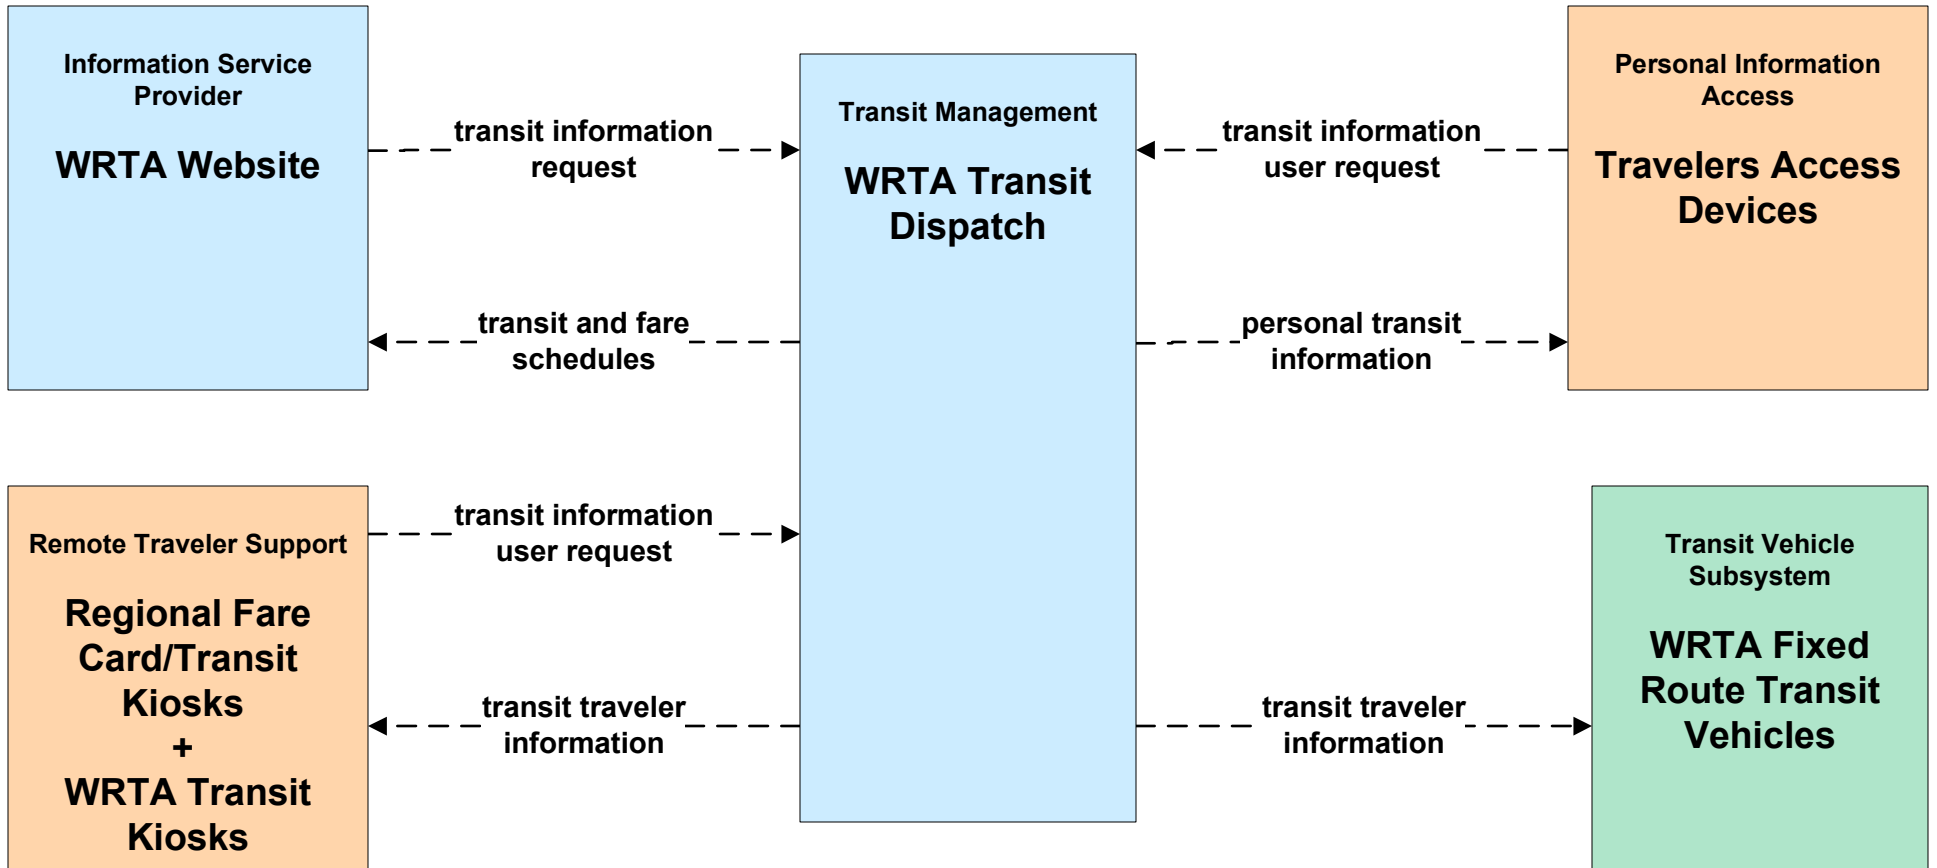 Information Service
Provider
WRTA Website
transit information
request
transit and fare
schedules
Transit Management
WRTA Transit
Dispatch
transit information
user request
personal transit
information
Personal Information
Access
Travelers Access
Devices
Remote Traveler Support
Regional Fare
Card/Transit
Kiosks
+
WRTA Transit
Kiosks
transit information
user request
transit traveler
information
transit traveler
information
Transit Vehicle
Subsystem
WRTA Fixed
Route Transit
Vehicles